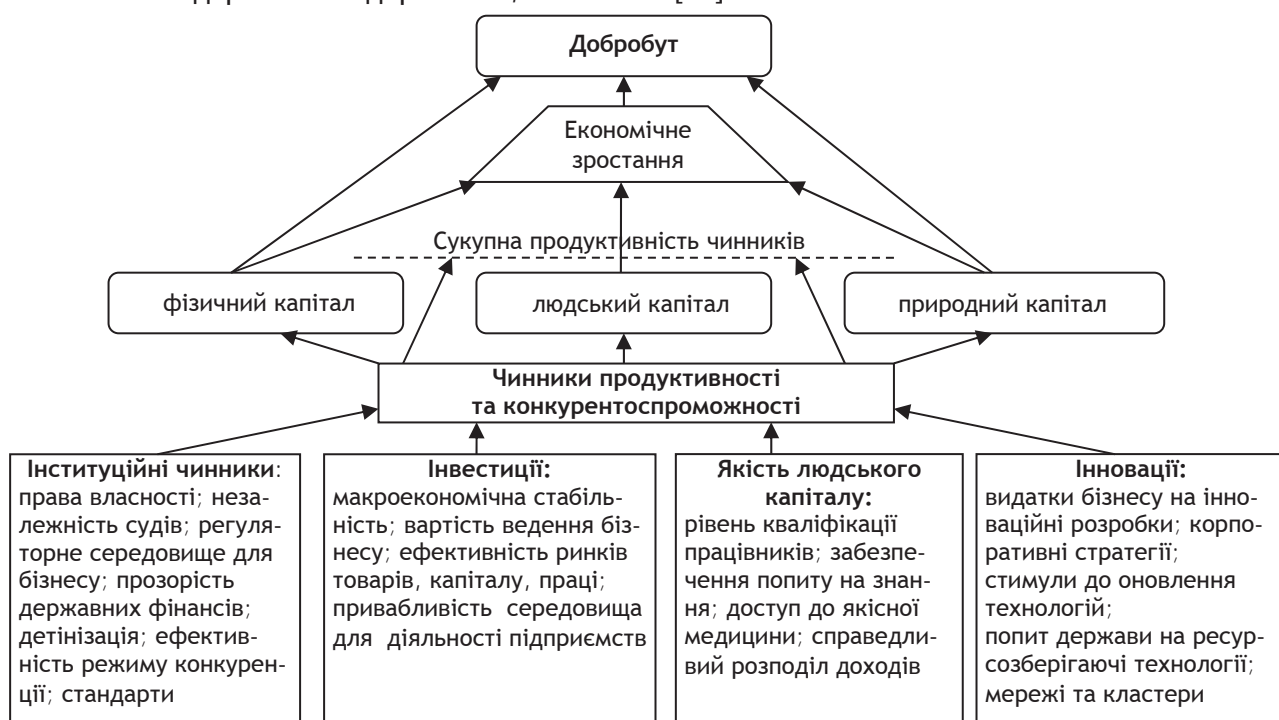 Добробут
Економічне
зростання
Сукупна продуктивність чинників
фізичний капітал
людський капітал
природний капітал
Чинники продуктивності
та конкурентоспроможності
Інституційні чинники:
права власності; неза-
лежність судів; регуля-
торне середовище для
бізнесу; прозорість
державних фінансів;
детінізація; ефектив-
ність режиму конкурен-
ції; стандарти
Інвестиції:
макроекономічна стабіль-
ність; вартість ведення біз-
несу; ефективність ринків
товарів, капіталу, праці;
привабливість середовища
для діяльності підприємств
Якість людського
капіталу:
рівень кваліфікації
працівників; забезпе-
чення попиту на знан-
ня; доступ до якісної
медицини; справедли-
вий розподіл доходів
Інновації:
видатки бізнесу на інно-
ваційні розробки; корпо-
ративні стратегії;
стимули до оновлення
технологій;
попит держави на ресур-
созберігаючі технології;
мережі та кластери